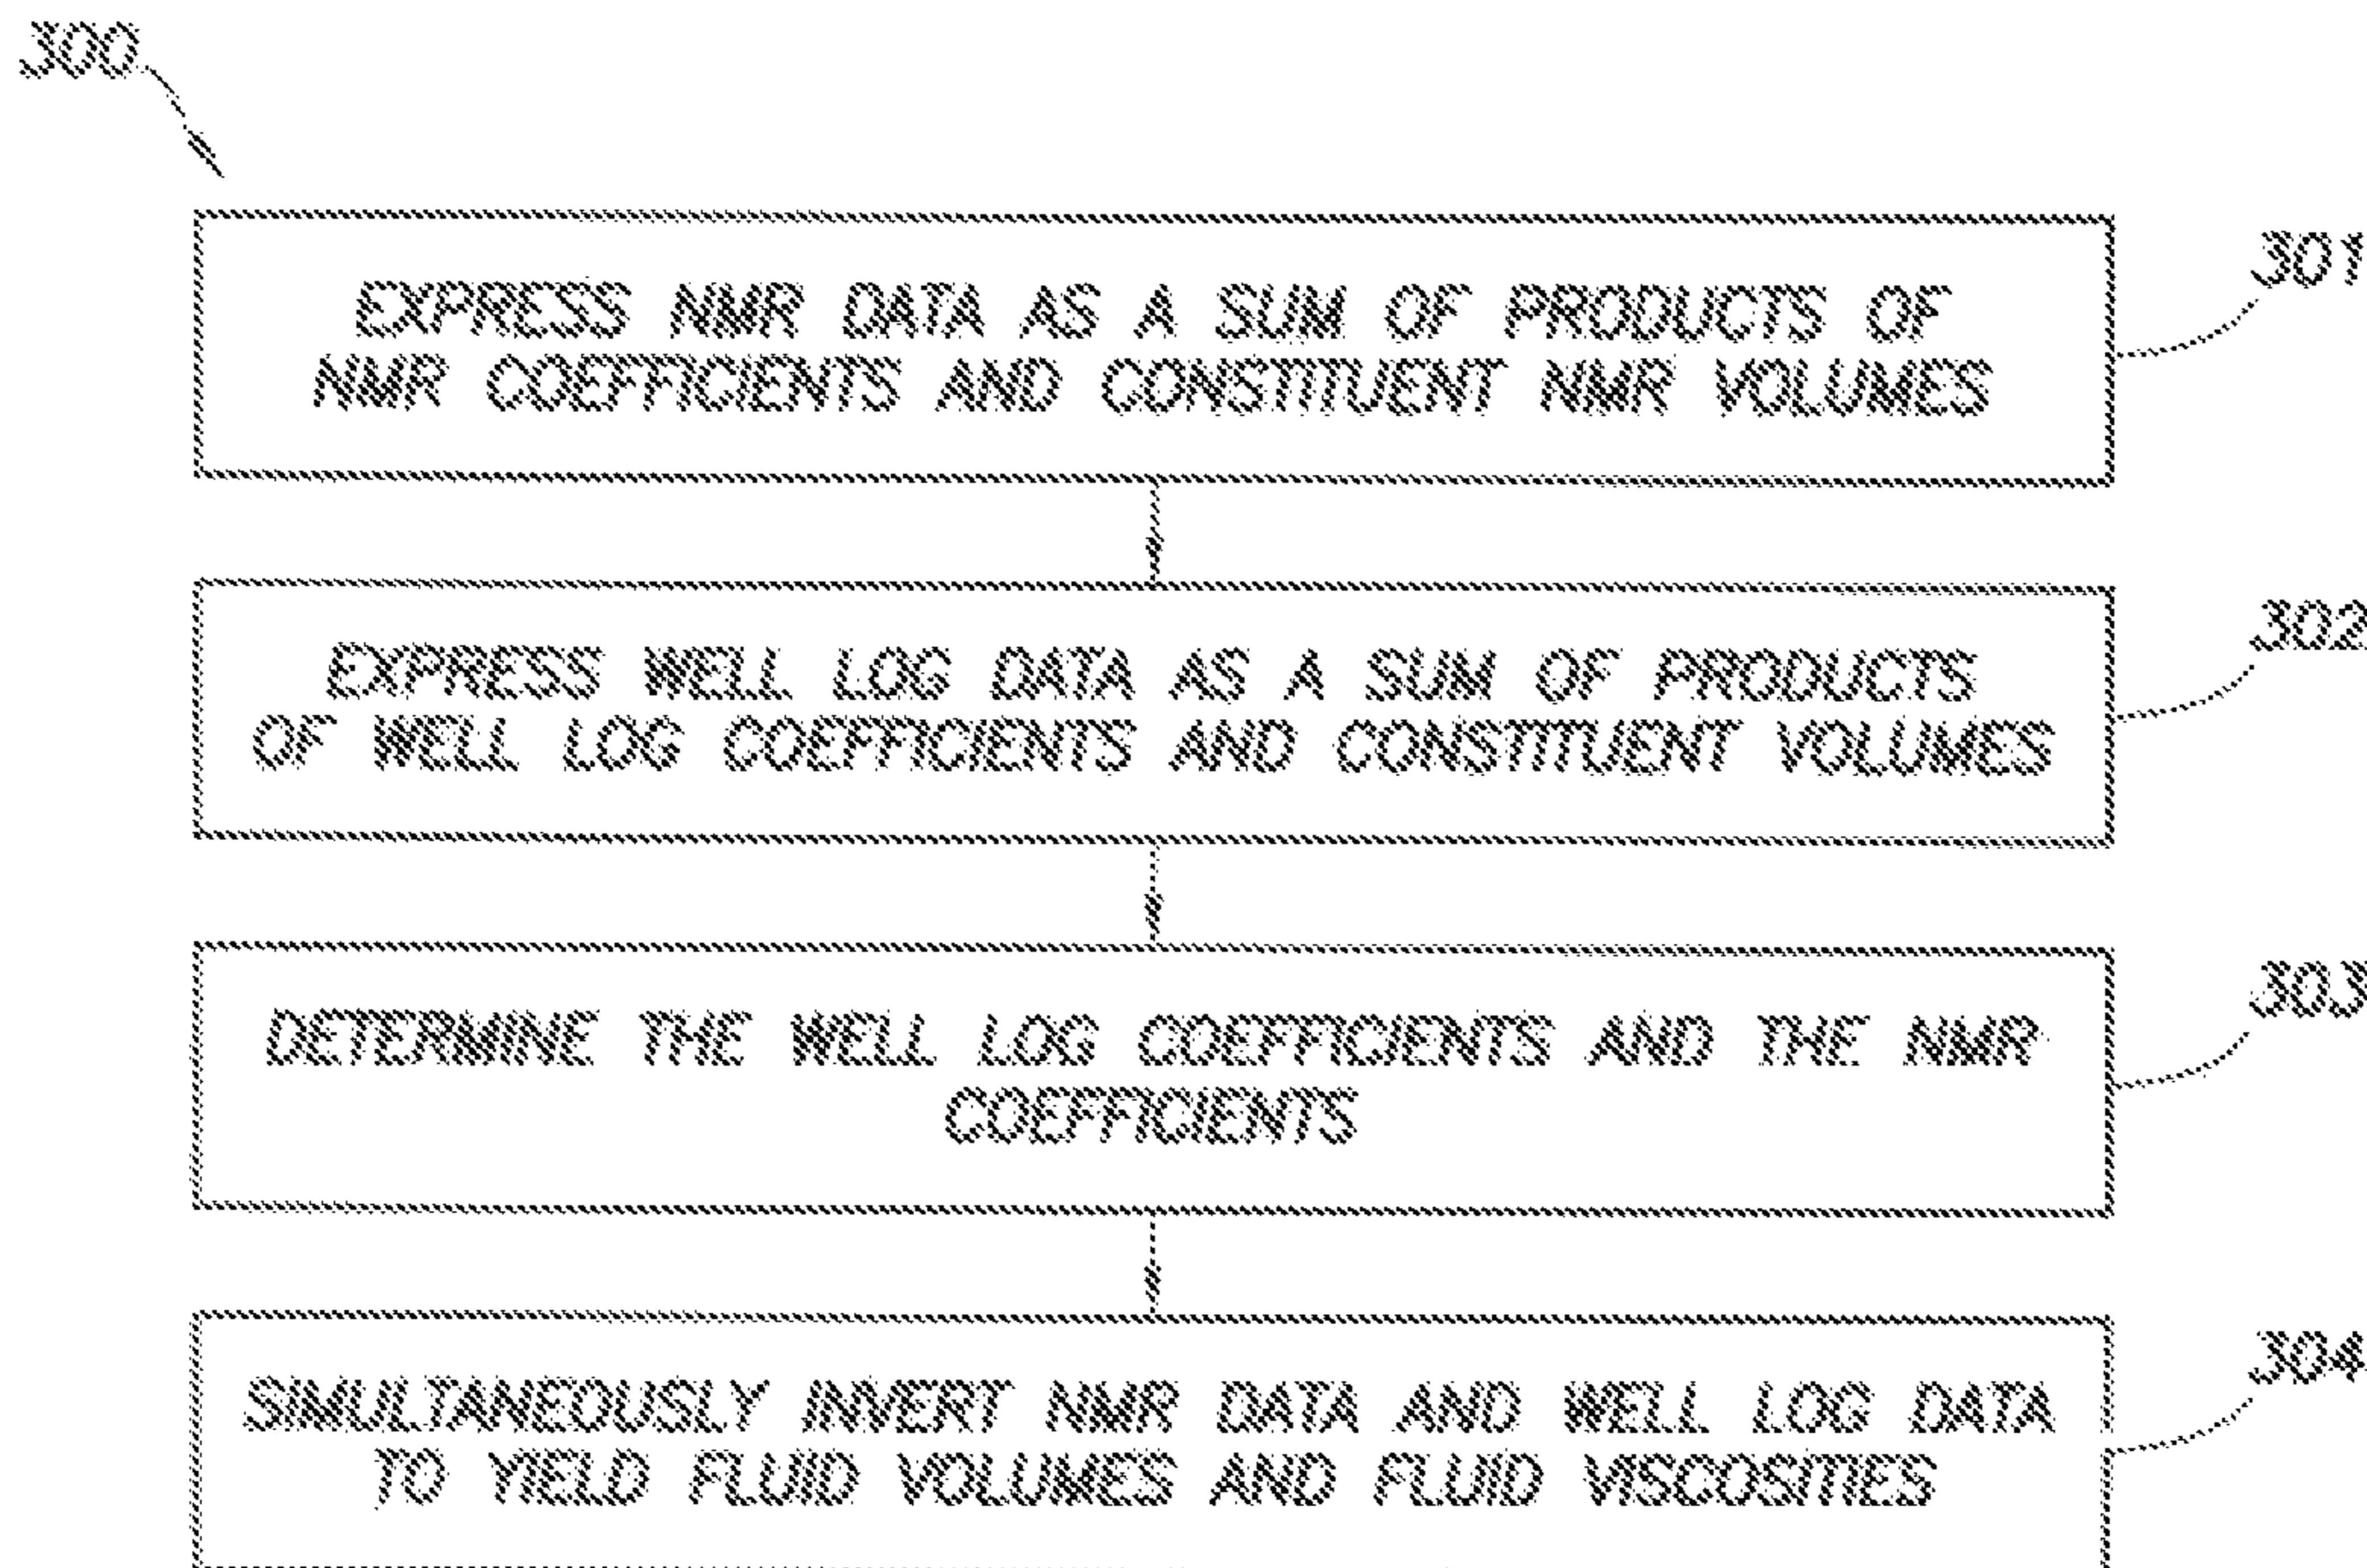 300
301
EXPRESS NMR DATA AS A SUM OF PRODUCTS OF
NMR COEFFICIENTS AND CONSTITUENT NMR VOLUMES
302
EXPRESS WELL LOG DATA AS A SUM OF PRODUCTS
OF WELL LOG COEFFICIENTS AND CONSTITUENT VOLUMES
303
DETERMINE THE WELL LOG COEFFICIENTS AND THE NMR
COEFFICIENTS
304
SIMULTANEOUSLY INVERT NMR DATA AND WELL LOG DATA
TO YIELD FLUID VOLUMES AND FLUID VISCOSITIES